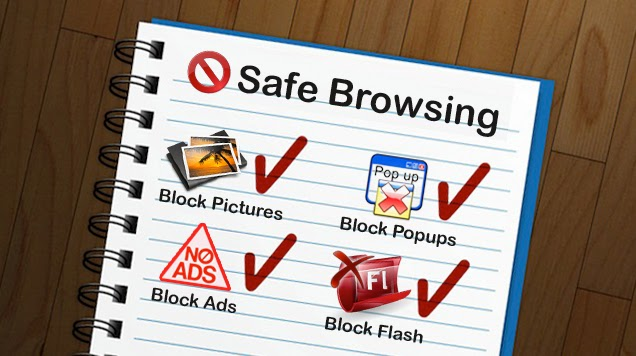 Safe Browsing
Pop up
Block Pictures
Block Popups
NO
ADS
Fl
Block Ads
Block Flash